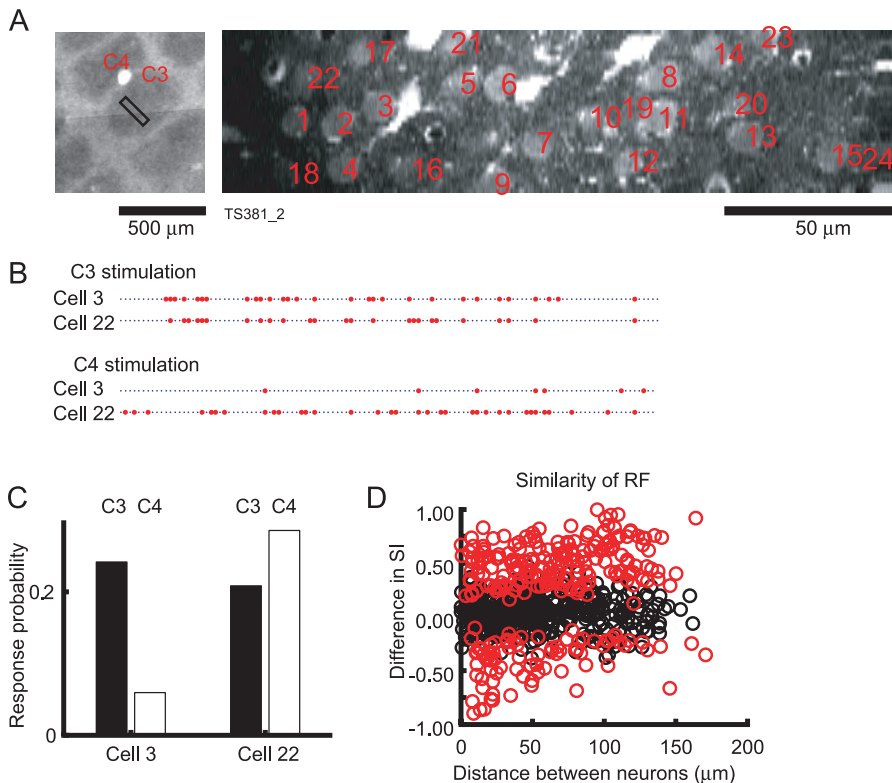 A
C4 C3
500 μm
17 21 14 23
22 5 6 8
3 10 19 20
1 2 7 11 13
18 4 16 9 12 15 24
TS381_2
50 μm
B
C3 stimulation
Cell 3
Cell 22
C4 stimulation
Cell 3
Cell 22
C
C3 C4 C3 C4
Response probability
0.2
0
Cell 3 Cell 22
D
Similarity of RF
Difference in SI
1.00
0.50
0.00
-0.50
-1.00
0 50 100 150 200
Distance between neurons (μm)